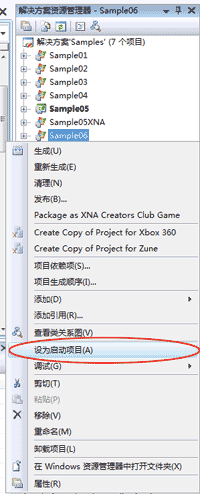 解决方案资源管理器 - Sample06
解决方案'Samples' (7 个项目)
Sample01
Sample02
Sample03
Sample04
Sample05
Sample05XNA
Sample06
生成(U)
重新生成(E)
清理(N)
发布(B)...
Package as XNA Creators Club Game
Create Copy of Project for Xbox 360
Create Copy of Project for Zune
项目依赖项(S)...
项目生成顺序(I)...
添加(D)
添加引用(R)...
查看类关系图(V)
设为启动项目(A)
调试(G)
剪切(T)
粘贴(P)
移除(V)
重命名(M)
卸载项目(L)
在 Windows 资源管理器中打开文件夹(X)
属性(R)